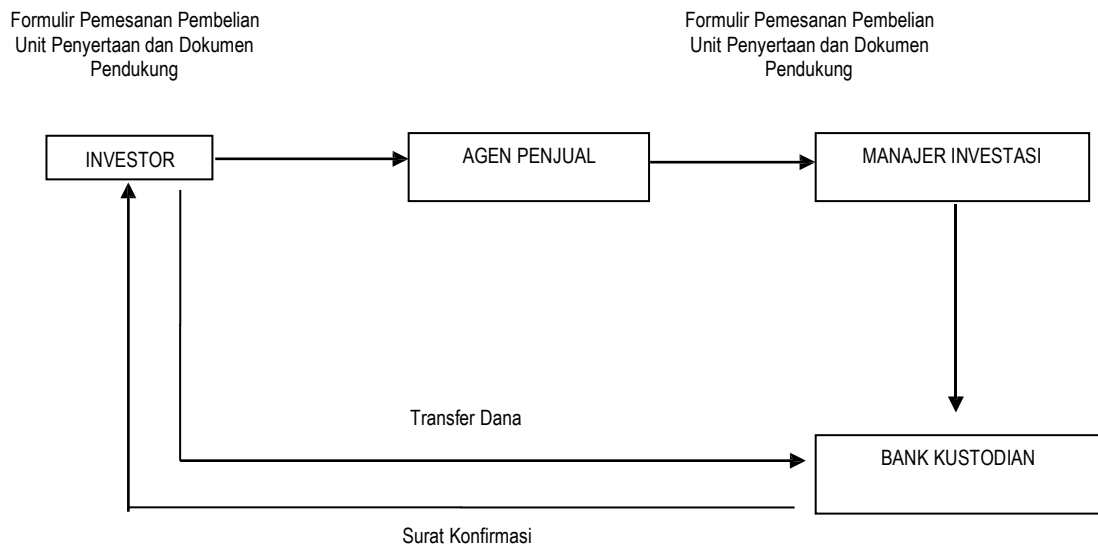 Formulir Pemesanan Pembelian
Unit Penyertaan dan Dokumen
Pendukung
Formulir Pemesanan Pembelian
Unit Penyertaan dan Dokumen
Pendukung
INVESTOR
AGEN PENJUAL
MANAJER INVESTASI
Transfer Dana
BANK KUSTODIAN
Surat Konfirmasi